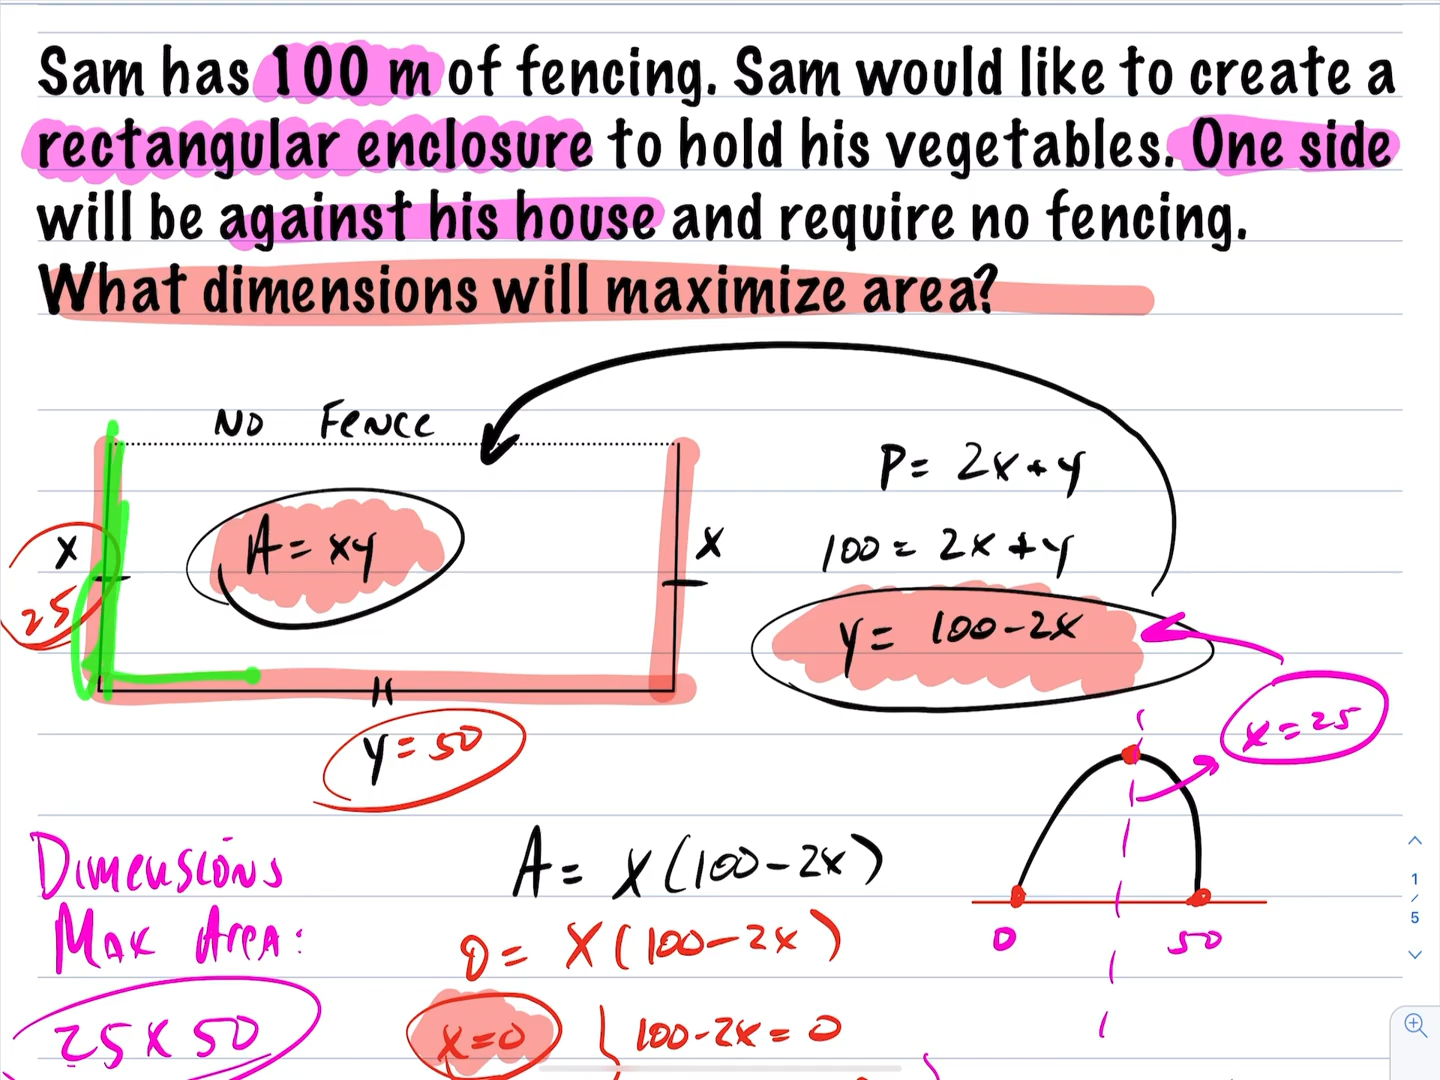 Sam has 100 m of fencing. Sam would like to create a
rectangular enclosure to hold his vegetables. One side
will be against his house and require no fencing.
What dimensions will maximize area?
NO FENCE
P = 2x + y
A = xy
x
x
100 = 2x + y
25
y = 100 - 2x
x = 25
y = 50
Dimensions
Max Area:
25 x 50
A = x(100 - 2x)
0 = x(100 - 2x)
x = 0
100 - 2x = 0
0
50
1
/
5